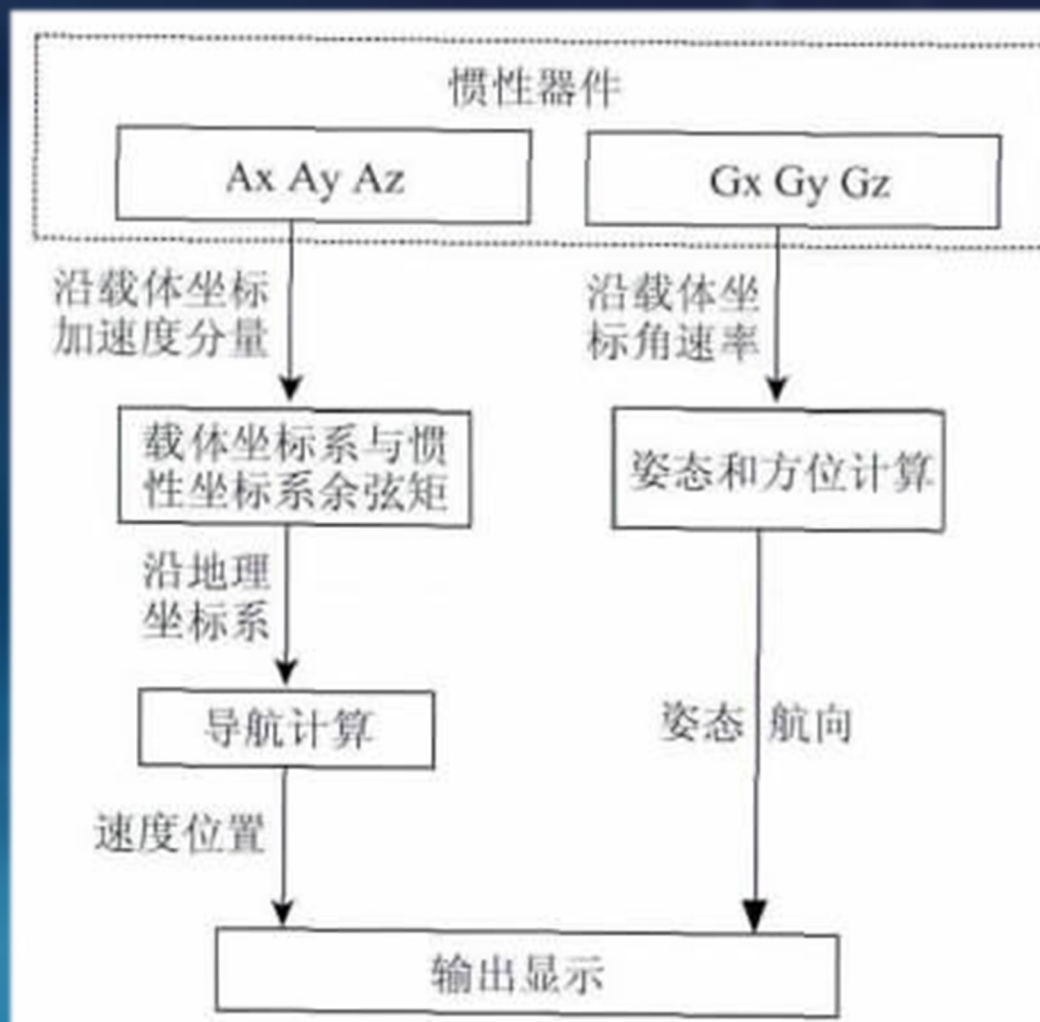 惯性器件
Ax Ay Az
Gx Gy Gz
沿载体坐标
加速度分量
沿载体坐
标角速率
载体坐标系与惯
性坐标系余弦矩
姿态和方位计算
沿地理
坐标系
导航计算
姿态 航向
速度位置
输出显示